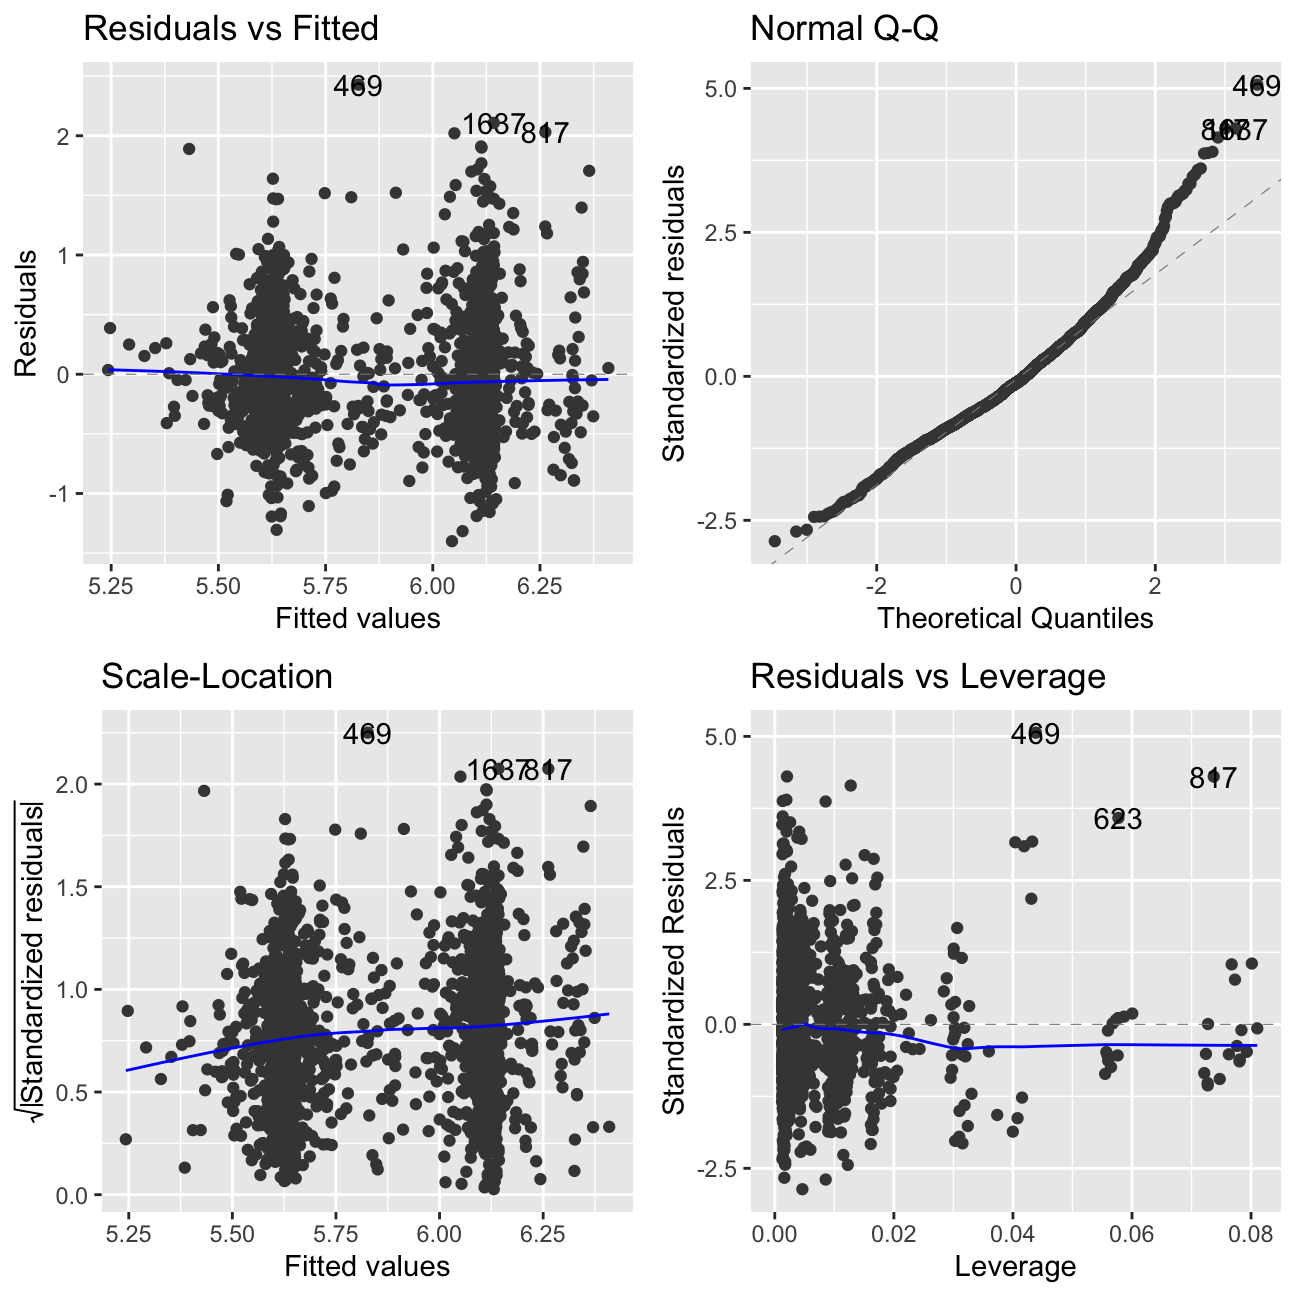 Residuals vs Fitted
Residuals
2
1
0
-1
469
1687
817
5.25 5.50 5.75 6.00 6.25
Fitted values
Normal Q-Q
Standardized residuals
5.0
2.5
0.0
-2.5
469
817
1687
-2 0 2
Theoretical Quantiles
Scale-Location
√|Standardized residuals|
2.0
1.5
1.0
0.5
0.0
469
1687
817
5.25 5.50 5.75 6.00 6.25
Fitted values
Residuals vs Leverage
Standardized Residuals
5.0
2.5
0.0
-2.5
469
817
623
0.00 0.02 0.04 0.06 0.08
Leverage